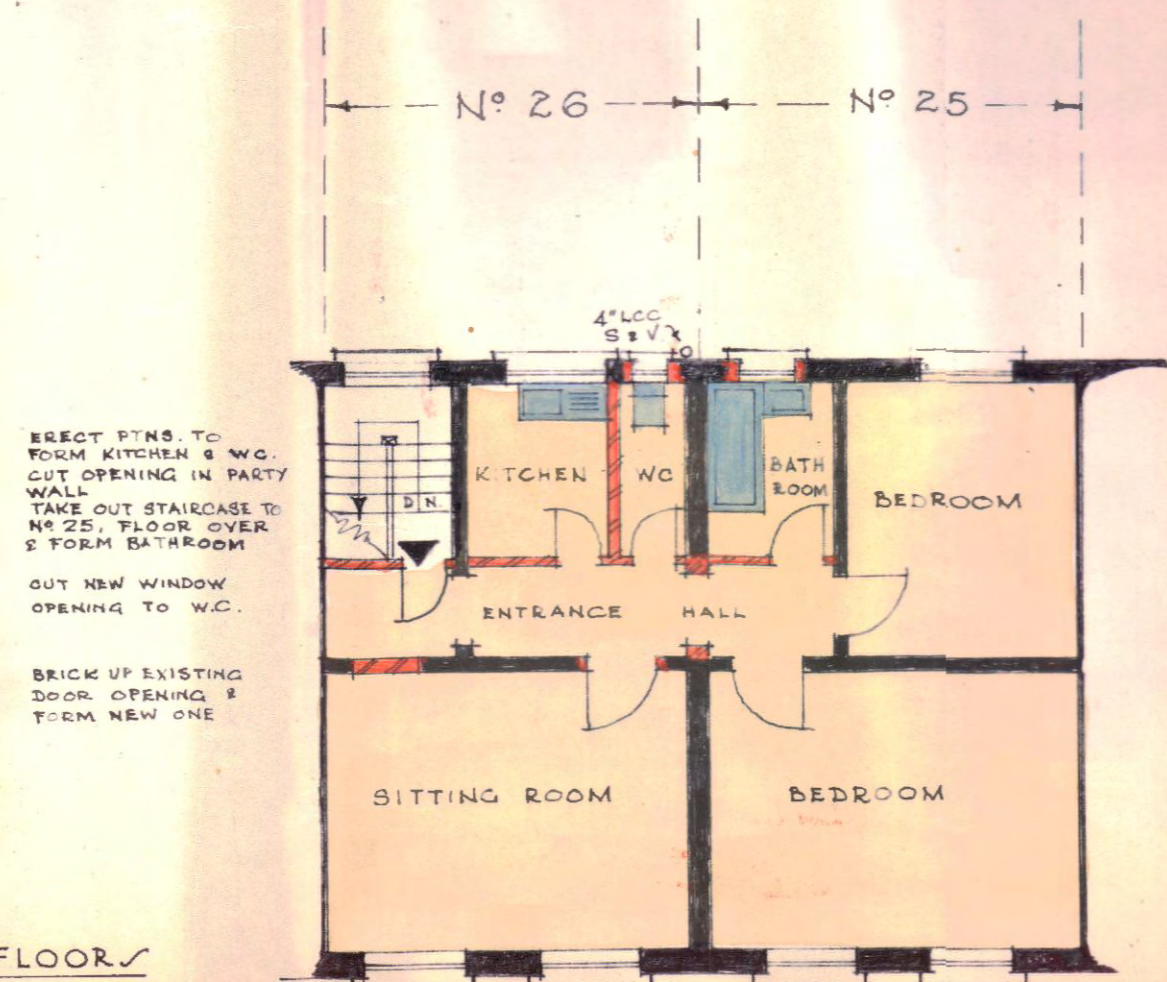 Nº 26
Nº 25
4" LCC
S & V.
ERECT PTNS. TO
FORM KITCHEN & WC.
CUT OPENING IN PARTY
WALL
TAKE OUT STAIRCASE TO
Nº 25, FLOOR OVER
& FORM BATHROOM
CUT NEW WINDOW
OPENING TO W.C.
BRICK UP EXISTING
DOOR OPENING &
FORM NEW ONE
DN.
KITCHEN
WC
BATH
ROOM
BEDROOM
ENTRANCE HALL
SITTING ROOM
BEDROOM
FLOORS